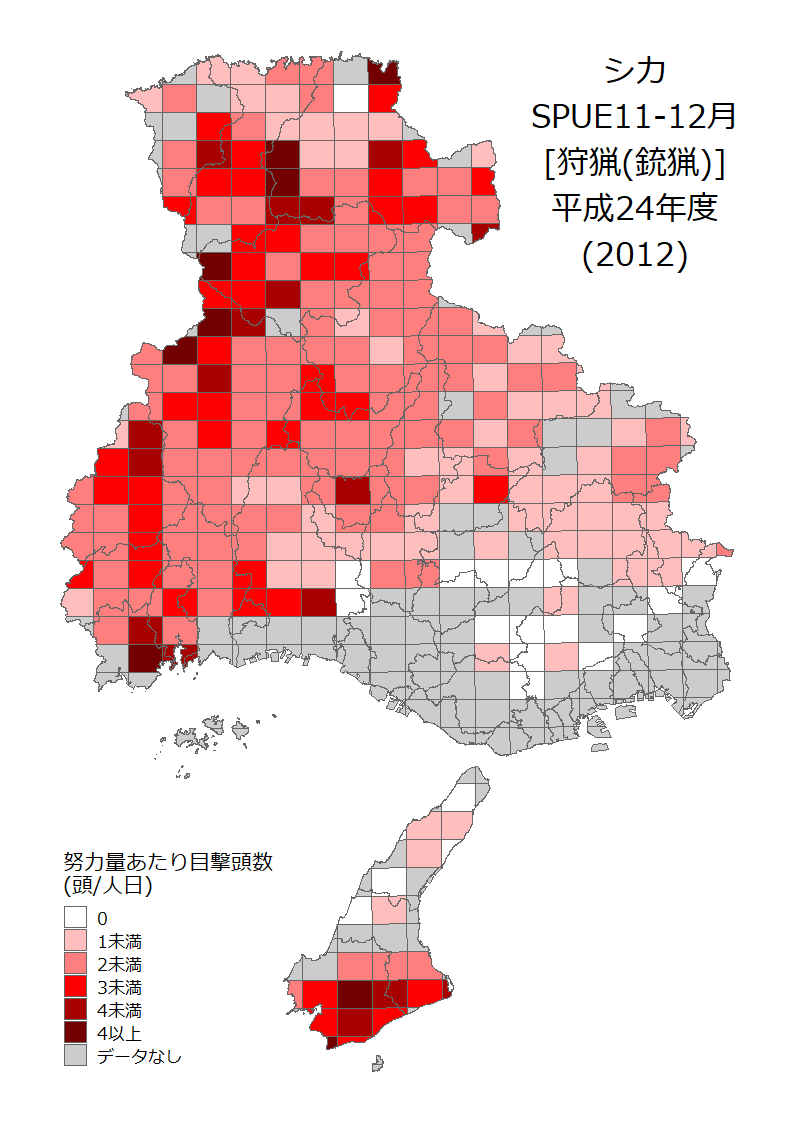 シカ
SPUE11-12月
[狩猟(銃猟)]
平成24年度
(2012)
努力量あたり目撃頭数
(頭/人日)
0
1未満
2未満
3未満
4未満
4以上
データなし